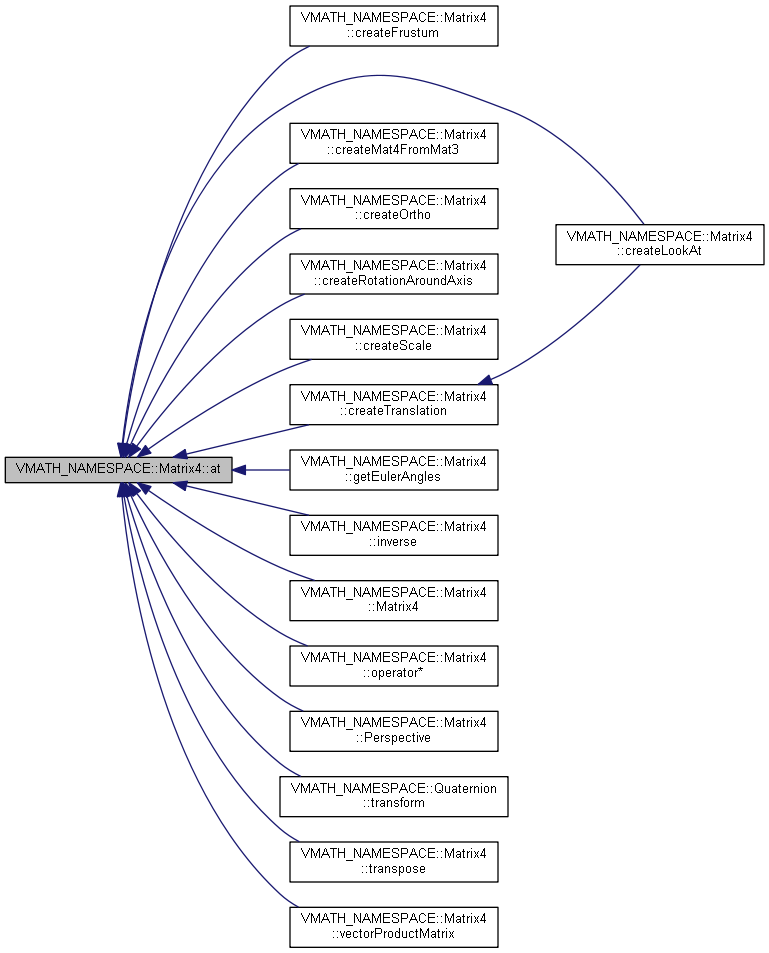 VMATH_NAMESPACE::Matrix4
::createFrustum
VMATH_NAMESPACE::Matrix4
::createMat4FromMat3
VMATH_NAMESPACE::Matrix4
::createOrtho
VMATH_NAMESPACE::Matrix4
::createLookAt
VMATH_NAMESPACE::Matrix4
::createRotationAroundAxis
VMATH_NAMESPACE::Matrix4
::createScale
VMATH_NAMESPACE::Matrix4
::createTranslation
VMATH_NAMESPACE::Matrix4::at
VMATH_NAMESPACE::Matrix4
::getEulerAngles
VMATH_NAMESPACE::Matrix4
::inverse
VMATH_NAMESPACE::Matrix4
::Matrix4
VMATH_NAMESPACE::Matrix4
::operator*
VMATH_NAMESPACE::Matrix4
::Perspective
VMATH_NAMESPACE::Quaternion
::transform
VMATH_NAMESPACE::Matrix4
::transpose
VMATH_NAMESPACE::Matrix4
::vectorProductMatrix